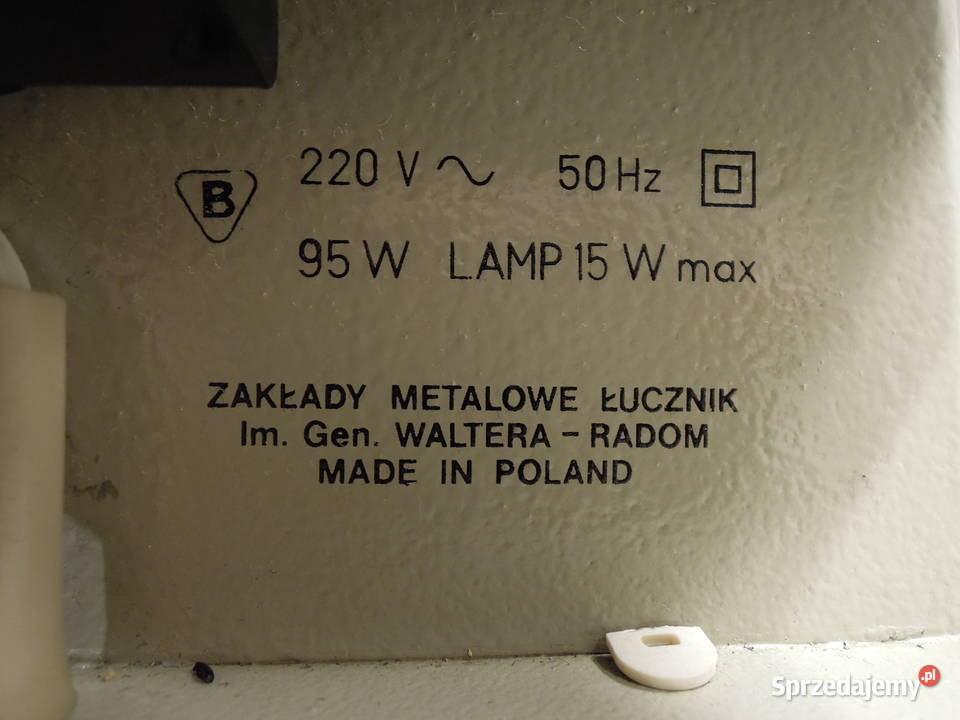 220 V ~ 50 Hz
B
95 W LAMP 15 W max
ZAKŁADY METALOWE ŁUCZNIK
Im. Gen. WALTERA – RADOM
MADE IN POLAND
Sprzedajemy.pl